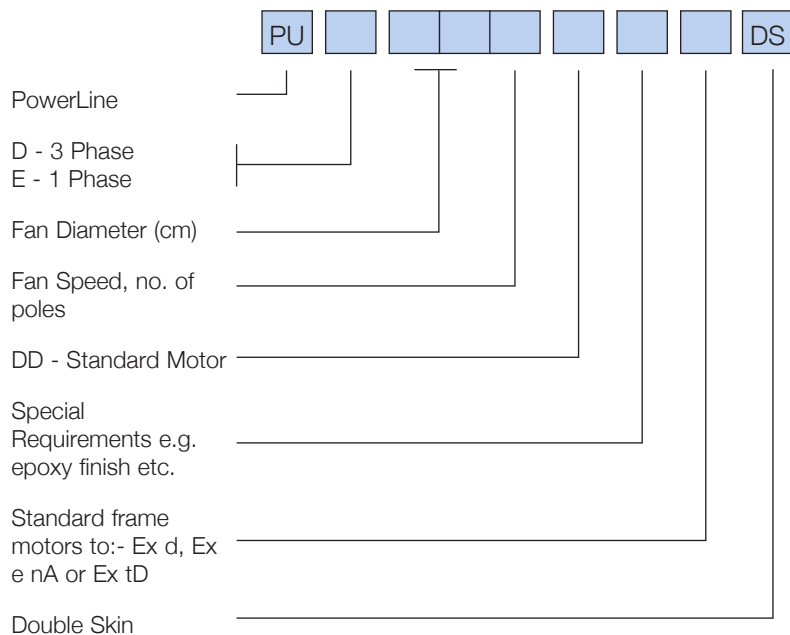 PU
DS
PowerLine
D - 3 Phase
E - 1 Phase
Fan Diameter (cm)
Fan Speed, no. of
poles
DD - Standard Motor
Special
Requirements e.g.
epoxy finish etc.
Standard frame
motors to:- Ex d, Ex
e nA or Ex tD
Double Skin